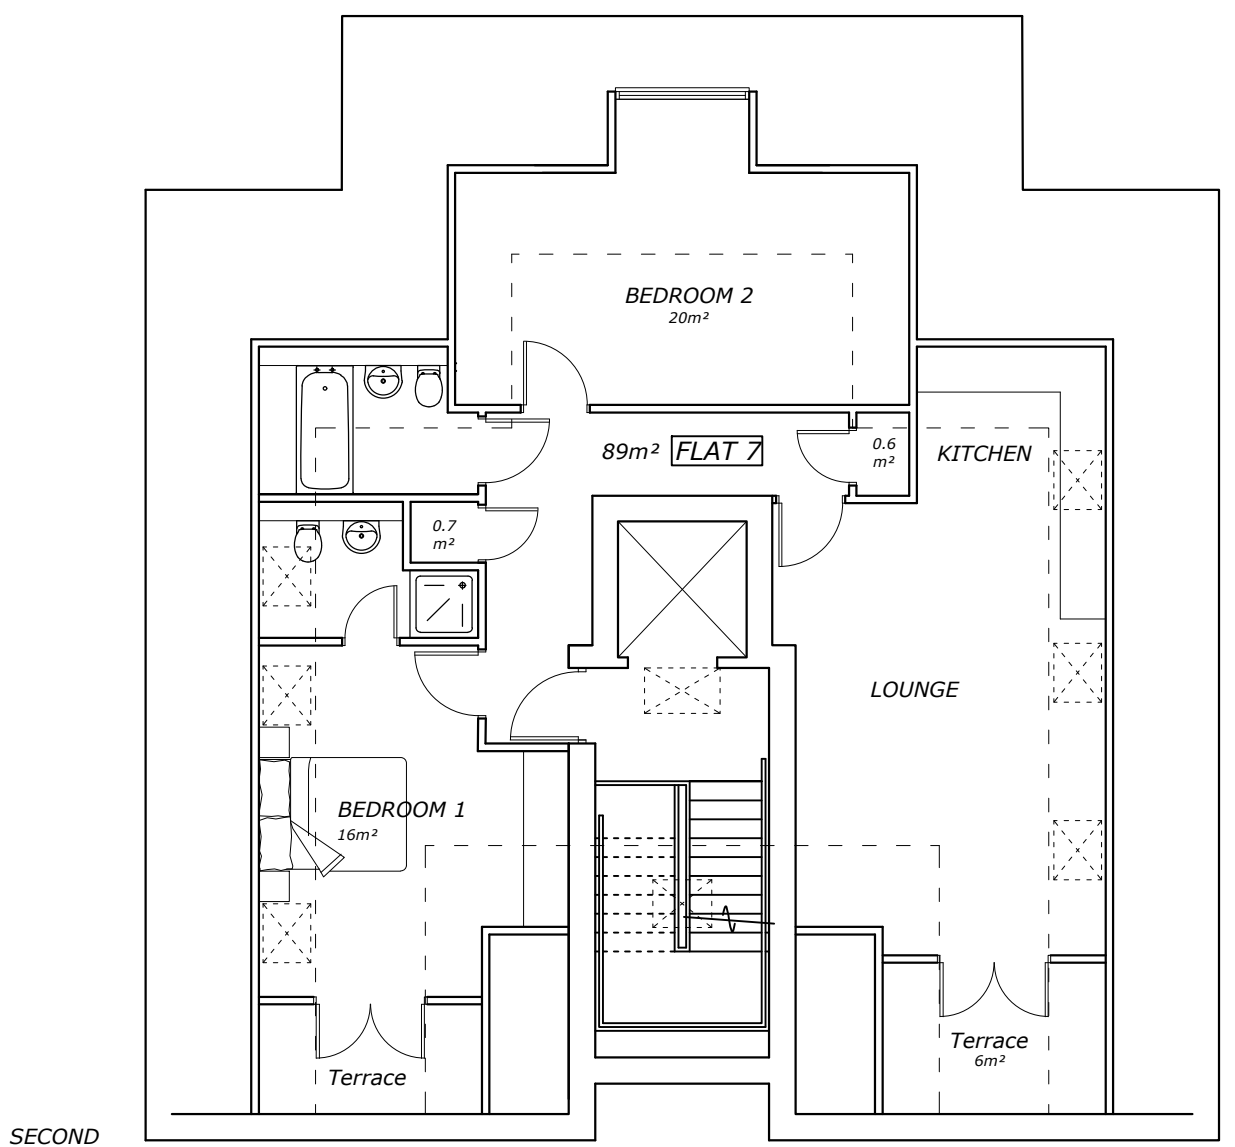 BEDROOM 2
20m²
89m² FLAT 7
0.6
m²
KITCHEN
0.7
m²
LOUNGE
BEDROOM 1
16m²
Terrace
6m²
Terrace
SECOND